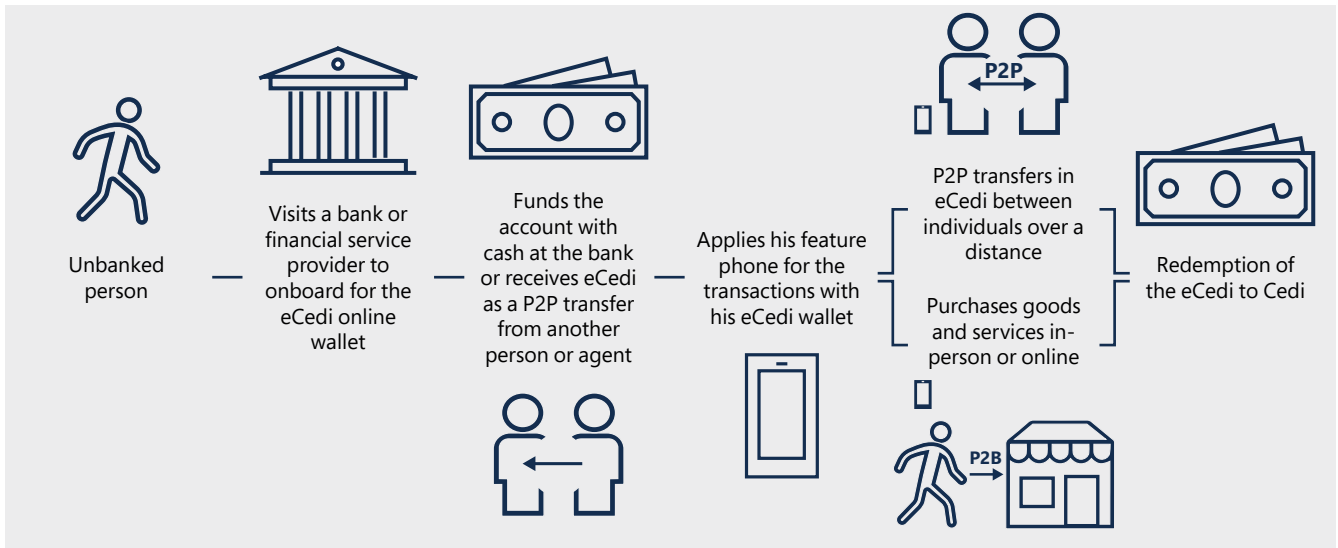 Unbanked
person
Visits a bank or
financial service
provider to
onboard for the
eCedi online
wallet
Funds the
account with
cash at the bank
or receives eCedi
as a P2P transfer
from another
person or agent
Applies his feature
phone for the
transactions with
his eCedi wallet
P2P
P2P transfers in
eCedi between
individuals over a
distance
Purchases goods
and services in-
person or online
P2B
Redemption of
the eCedi to Cedi